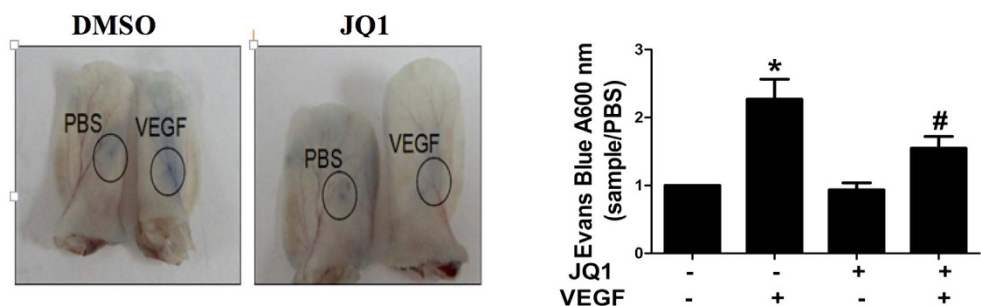 DMSO
JQ1
PBS VEGF
PBS VEGF
Evans Blue A600 nm
(sample/PBS)
3
2
1
0
*
#
JQ1 - - + +
VEGF - + - +